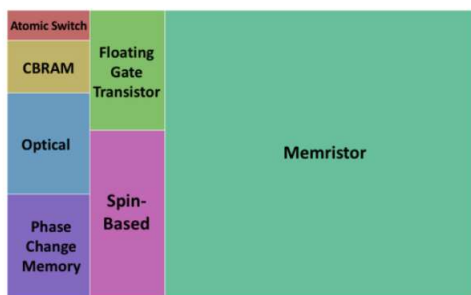 Atomic Switch
CBRAM
Optical
Phase
Change
Memory
Floating
Gate
Transistor
Spin-
Based
Memristor